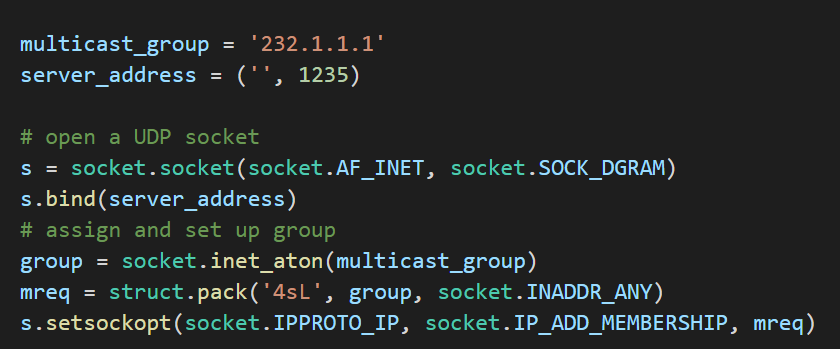 multicast_group = '232.1.1.1'
server_address = ('', 1235)
# open a UDP socket
s = socket.socket(socket.AF_INET, socket.SOCK_DGRAM)
s.bind(server_address)
# assign and set up group
group = socket.inet_aton(multicast_group)
mreq = struct.pack('4sL', group, socket.INADDR_ANY)
s.setsockopt(socket.IPPROTO_IP, socket.IP_ADD_MEMBERSHIP, mreq)